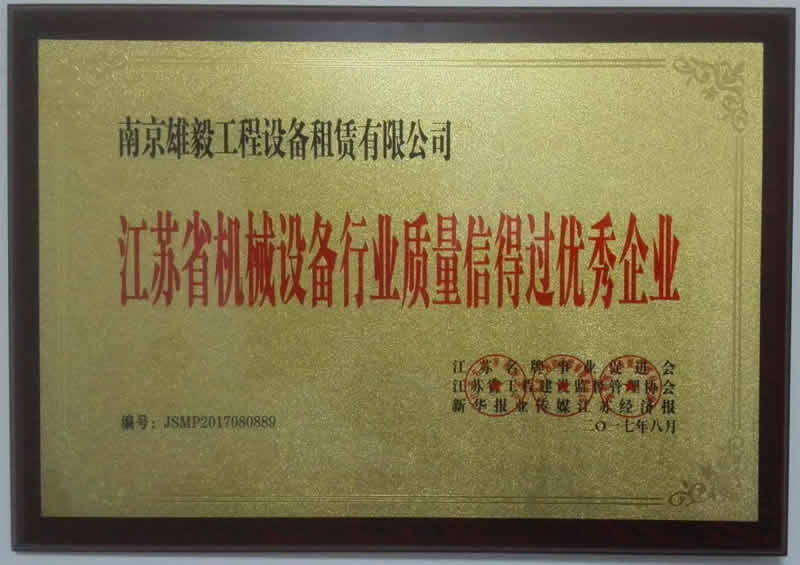 南京雄毅工程设备租赁有限公司
江苏省机械设备行业质量信得过优秀企业
江苏名牌事业促进会
江苏省工程建设监督管理协会
新华报业传媒江苏经济报
二〇一七年八月
编号：JSMP2017080889